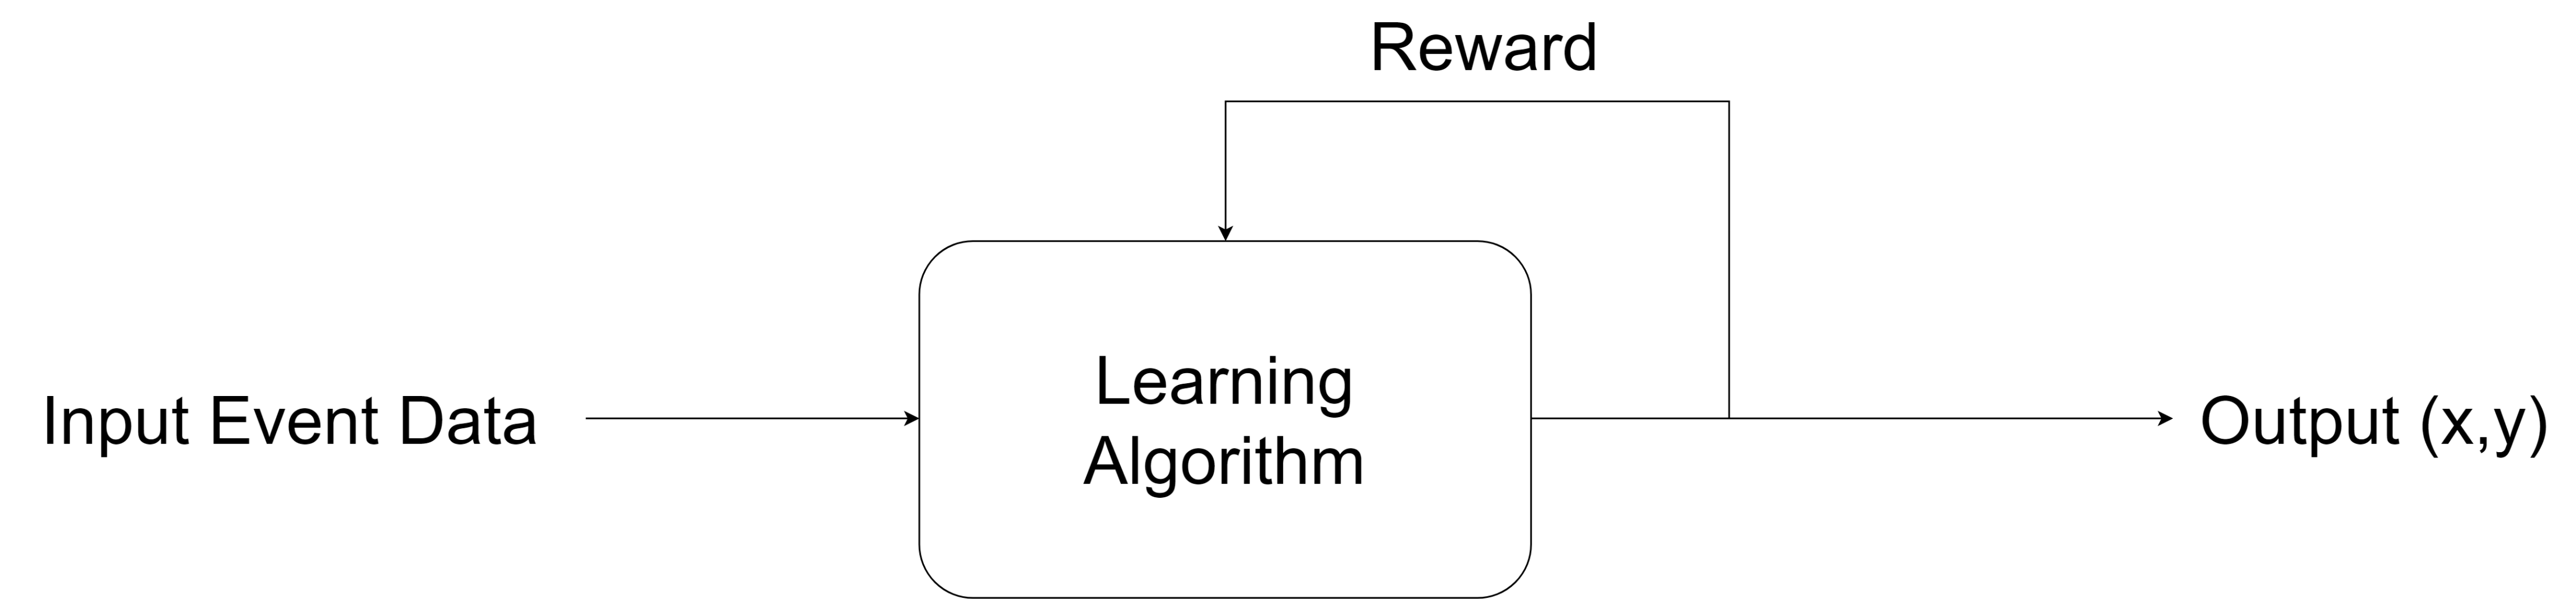 Reward
Input Event Data
Learning
Algorithm
Output (x,y)